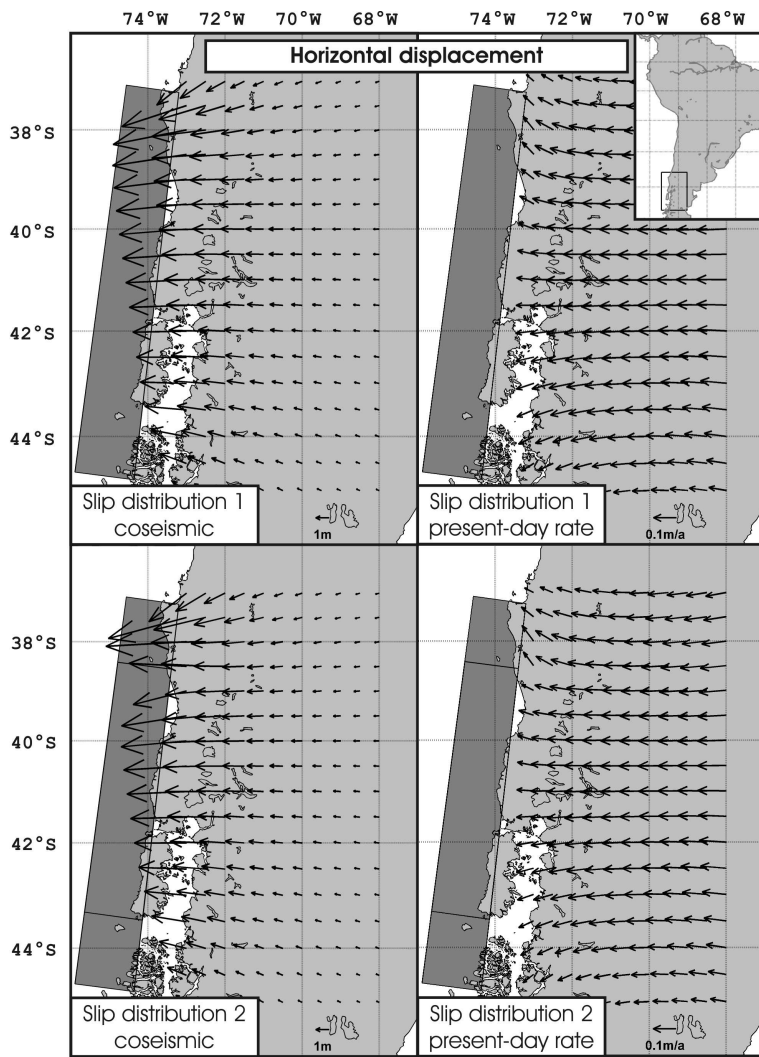 74°W 72°W 70°W 68°W 74°W 72°W 70°W 68°W
Horizontal displacement
38°S
40°S
42°S
44°S
Slip distribution 1
coseismic
1m
Slip distribution 1
present-day rate
0.1m/a
38°S
40°S
42°S
44°S
Slip distribution 2
coseismic
1m
Slip distribution 2
present-day rate
0.1m/a